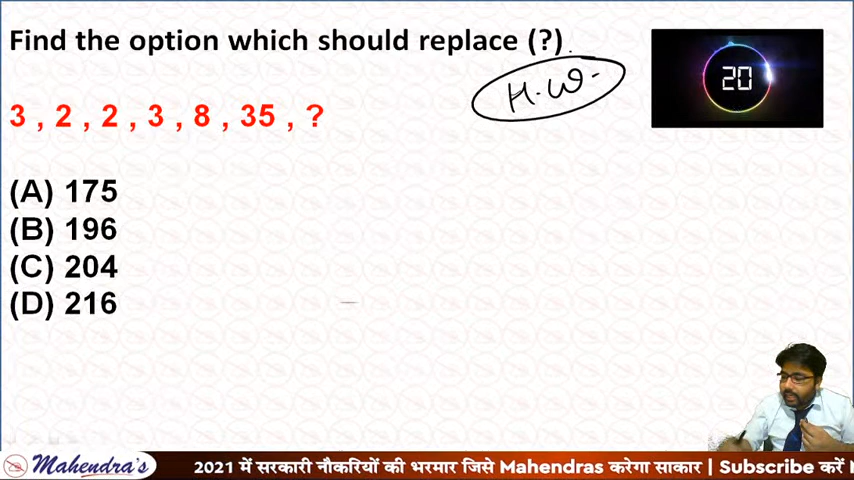 Find the option which should replace (?)
H.W.
20
3 , 2 , 2 , 3 , 8 , 35 , ?
(A) 175
(B) 196
(C) 204
(D) 216
Mahendra's
2021 में सरकारी नौकरियों की भरमार जिसे Mahendras करेगा साकार | Subscribe करें